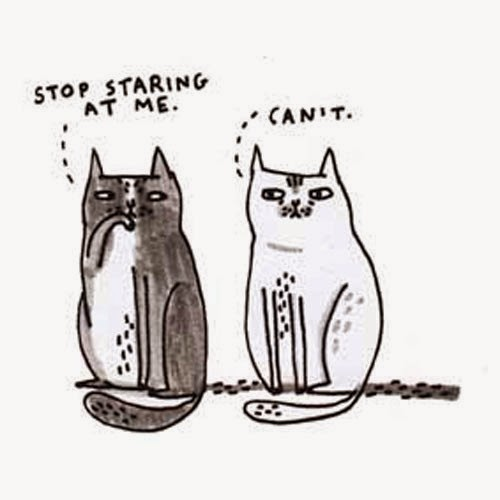 STOP STARING
AT ME.
CAN'T.